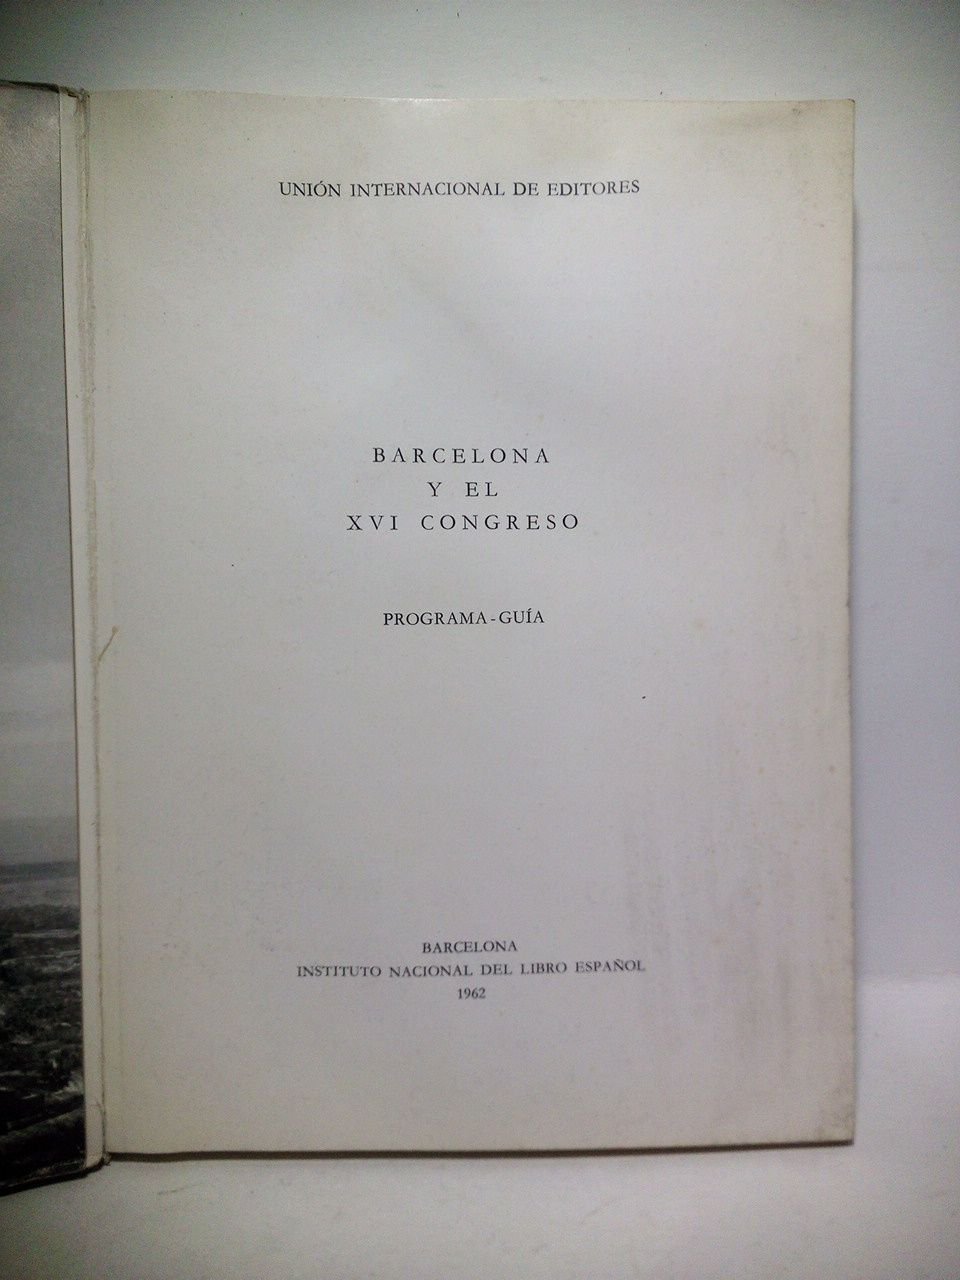 UNIÓN INTERNACIONAL DE EDITORES
BARCELONA
Y EL
XVI CONGRESO
PROGRAMA-GUÍA
BARCELONA
INSTITUTO NACIONAL DEL LIBRO ESPAÑOL
1962